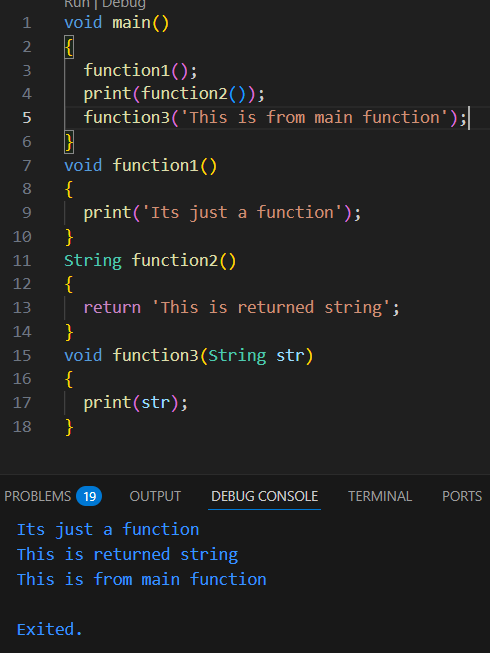 Run | Debug
1 void main()
2 {
3 function1();
4 print(function2());
5 function3('This is from main function');
6 }
7 void function1()
8 {
9 print('Its just a function');
10 }
11 String function2()
12 {
13 return 'This is returned string';
14 }
15 void function3(String str)
16 {
17 print(str);
18 }
PROBLEMS 19 OUTPUT DEBUG CONSOLE TERMINAL PORTS
Its just a function
This is returned string
This is from main function
Exited.